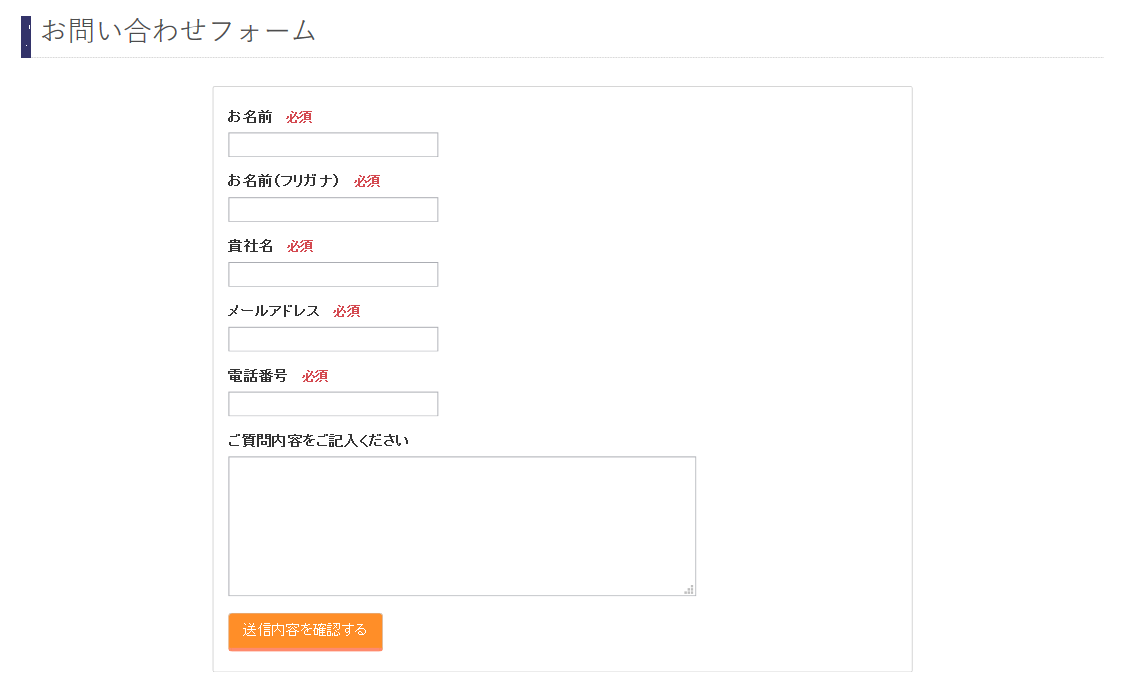 お問い合わせフォーム
お名前 必須
お名前(フリガナ) 必須
貴社名 必須
メールアドレス 必須
電話番号 必須
ご質問内容をご記入ください
送信内容を確認する